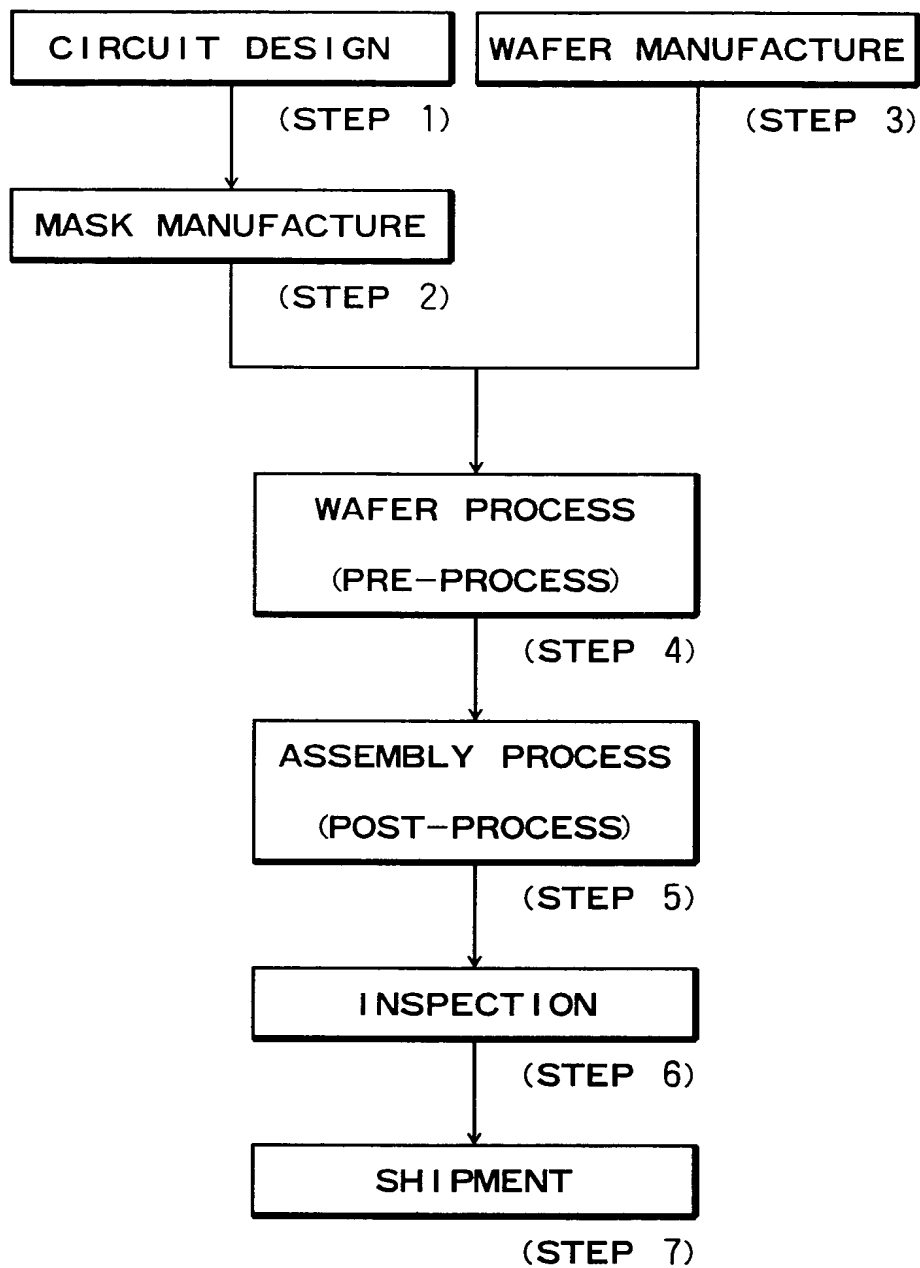 CIRCUIT DESIGN
(STEP 1)
WAFER MANUFACTURE
(STEP 3)
MASK MANUFACTURE
(STEP 2)
WAFER PROCESS
(PRE-PROCESS)
(STEP 4)
ASSEMBLY PROCESS
(POST-PROCESS)
(STEP 5)
INSPECTION
(STEP 6)
SHIPMENT
(STEP 7)